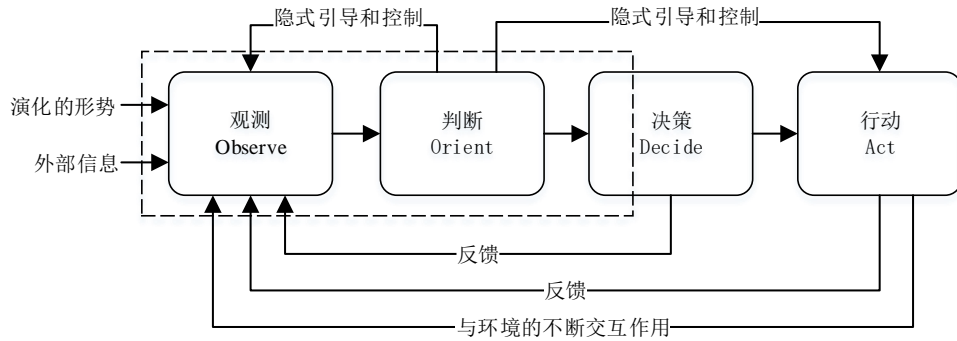 隐式引导和控制
隐式引导和控制
演化的形势
外部信息
观测
Observe
判断
Orient
决策
Decide
行动
Act
反馈
反馈
与环境的不断交互作用